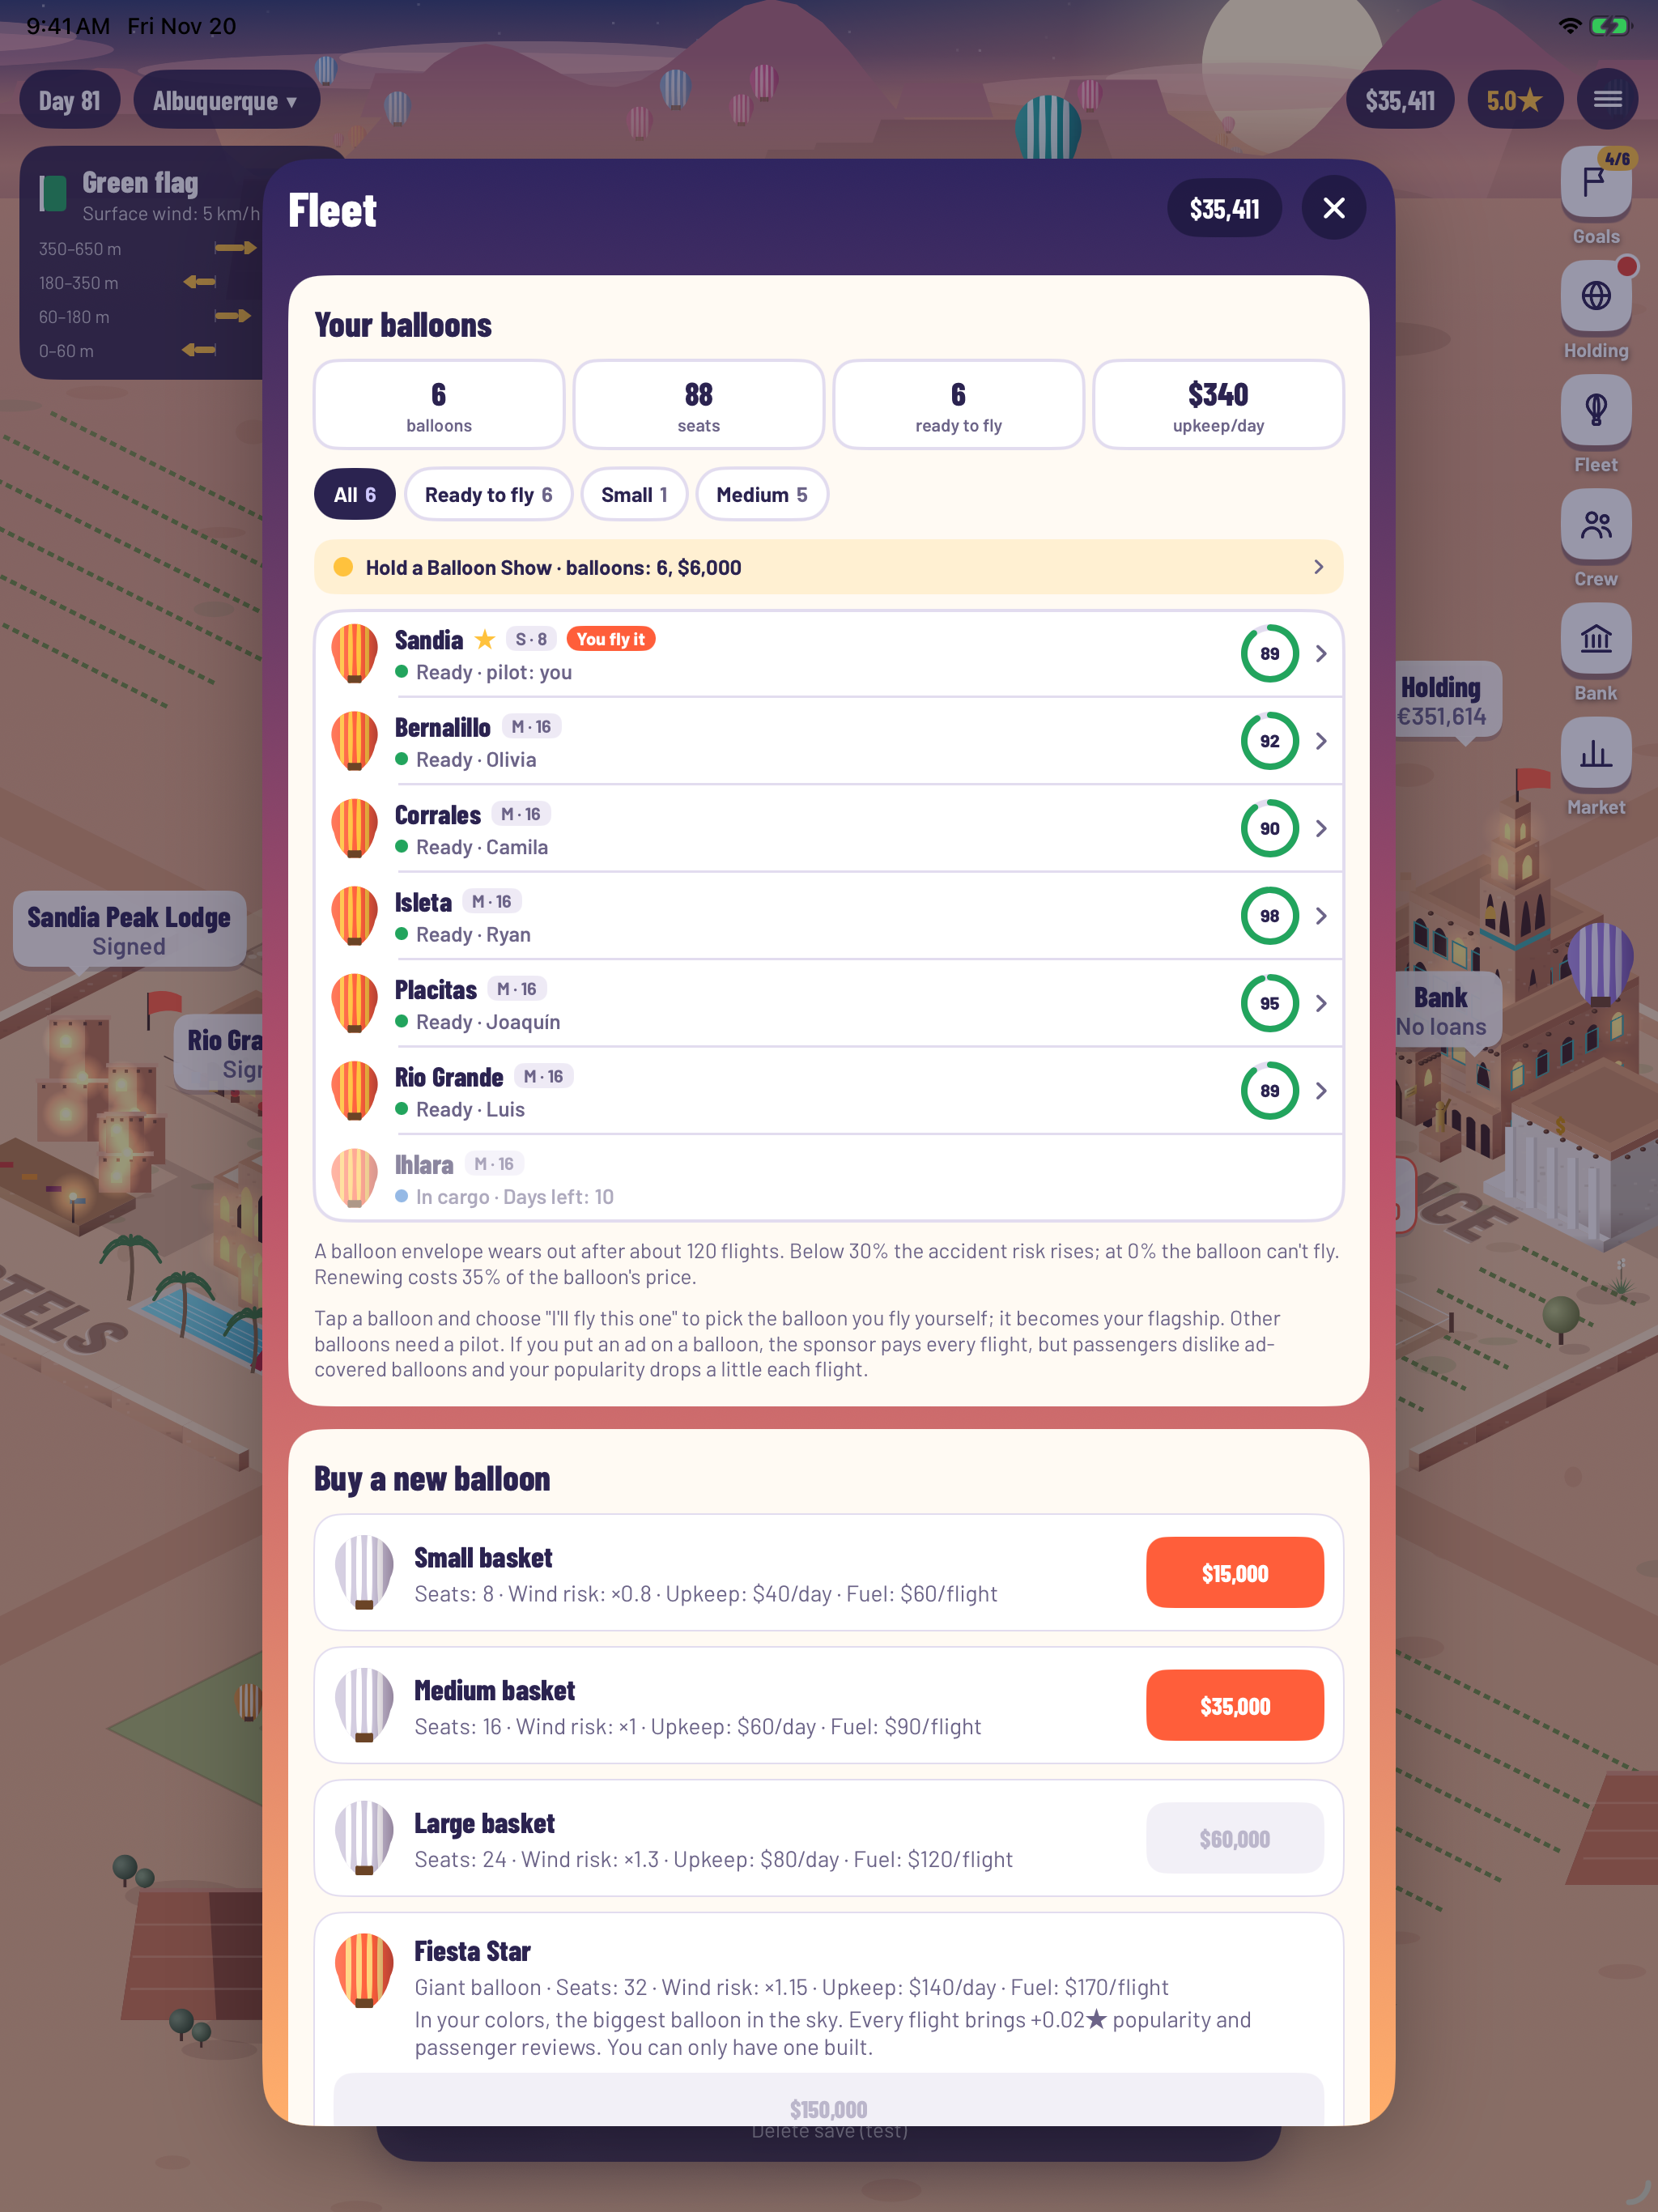 9:41 AM Fri Nov 20
Day 81
Albuquerque ▾
$35,411
5.0★
Green flag
Surface wind: 5 km/h
350–650 m
180–350 m
60–180 m
0–60 m
4/6
Goals
Holding
Fleet
Crew
Bank
Market
Holding
€351,614
Sandia Peak Lodge
Signed
Rio Gra
Sign
Bank
No loans
Fleet
$35,411
Your balloons
6
balloons
88
seats
6
ready to fly
$340
upkeep/day
All 6
Ready to fly 6
Small 1
Medium 5
Hold a Balloon Show · balloons: 6, $6,000
Sandia ★ S · 8 You fly it
Ready · pilot: you
89
Bernalillo M · 16
Ready · Olivia
92
Corrales M · 16
Ready · Camila
90
Isleta M · 16
Ready · Ryan
98
Placitas M · 16
Ready · Joaquín
95
Rio Grande M · 16
Ready · Luis
89
Ihlara M · 16
In cargo · Days left: 10
A balloon envelope wears out after about 120 flights. Below 30% the accident risk rises; at 0% the balloon can't fly.
Renewing costs 35% of the balloon's price.
Tap a balloon and choose "I'll fly this one" to pick the balloon you fly yourself; it becomes your flagship. Other
balloons need a pilot. If you put an ad on a balloon, the sponsor pays every flight, but passengers dislike ad-
covered balloons and your popularity drops a little each flight.
Buy a new balloon
Small basket
Seats: 8 · Wind risk: ×0.8 · Upkeep: $40/day · Fuel: $60/flight
$15,000
Medium basket
Seats: 16 · Wind risk: ×1 · Upkeep: $60/day · Fuel: $90/flight
$35,000
Large basket
Seats: 24 · Wind risk: ×1.3 · Upkeep: $80/day · Fuel: $120/flight
$60,000
Fiesta Star
Giant balloon · Seats: 32 · Wind risk: ×1.15 · Upkeep: $140/day · Fuel: $170/flight
In your colors, the biggest balloon in the sky. Every flight brings +0.02★ popularity and
passenger reviews. You can only have one built.
$150,000
Delete save (test)